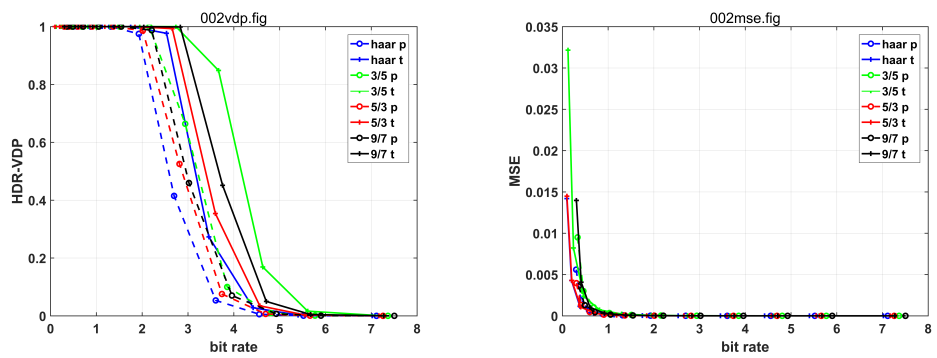 002vdp.fig
1
0.8
0.6
0.4
0.2
0
HDR-VDP
0 1 2 3 4 5 6 7 8
bit rate
haar p
haar t
3/5 p
3/5 t
5/3 p
5/3 t
9/7 p
9/7 t
002mse.fig
0.035
0.03
0.025
0.02
0.015
0.01
0.005
0
MSE
0 1 2 3 4 5 6 7 8
bit rate
haar p
haar t
3/5 p
3/5 t
5/3 p
5/3 t
9/7 p
9/7 t